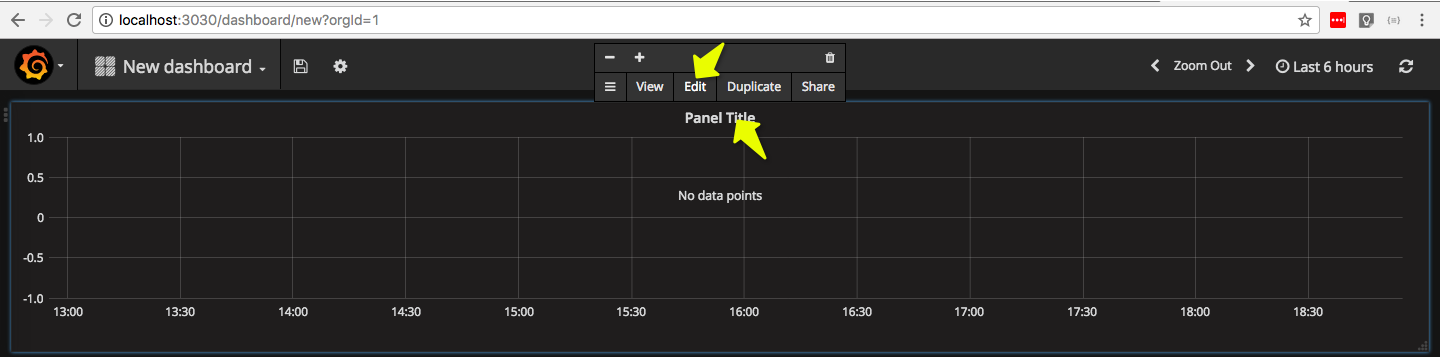 localhost:3030/dashboard/new?orgId=1
New dashboard
Zoom Out
Last 6 hours
View Edit Duplicate Share
Panel Title
1.0
0.5
No data points
0
-0.5
-1.0
13:00 13:30 14:00 14:30 15:00 15:30 16:00 16:30 17:00 17:30 18:00 18:30